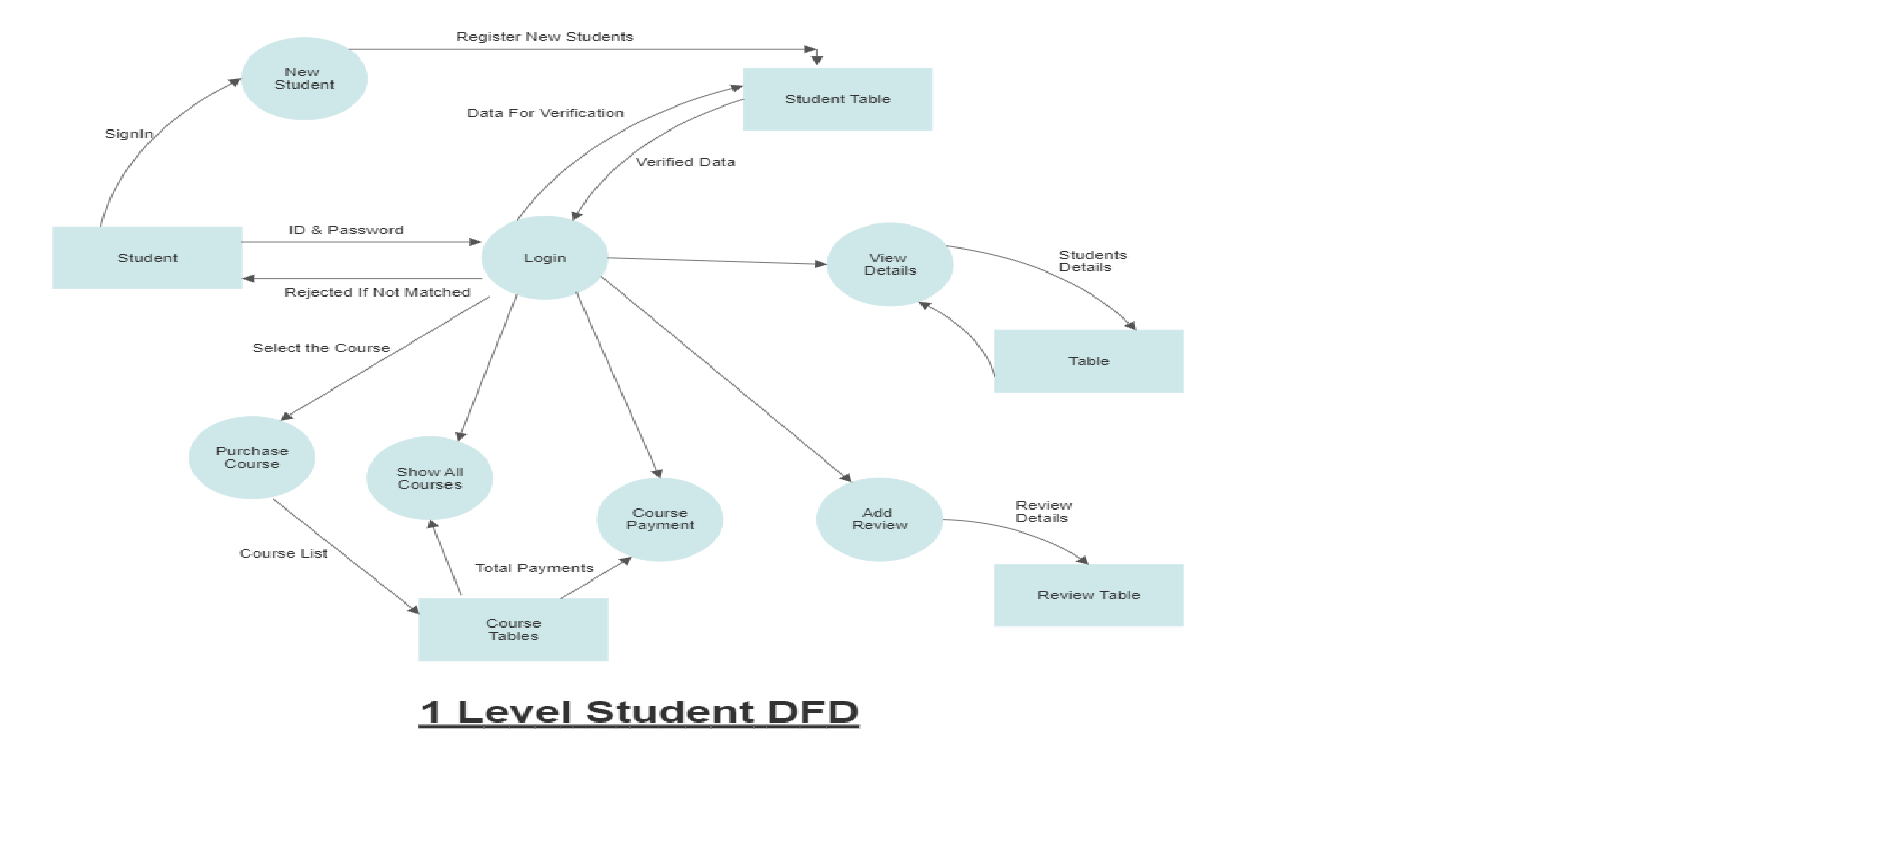 Register New Students
New
Student
Student Table
Data For Verification
SignIn
Verified Data
ID & Password
Student
Login
View
Details
Students
Details
Rejected If Not Matched
Select the Course
Table
Purchase
Course
Show All
Courses
Course
Payment
Add
Review
Review
Details
Course List
Total Payments
Review Table
Course
Tables
1 Level Student DFD